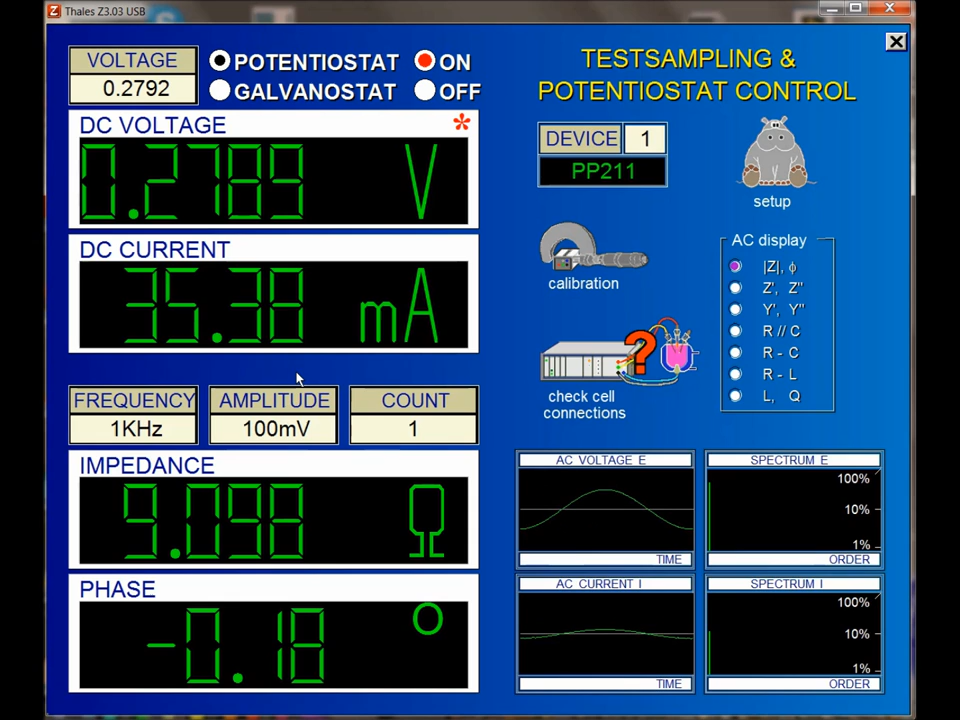 Thales Z3.03 USB
VOLTAGE
0.2792
POTENTIOSTAT
ON
GALVANOSTAT
OFF
DC VOLTAGE
*
0.2789 V
DC CURRENT
35.38 mA
FREQUENCY
1KHz
AMPLITUDE
100mV
COUNT
1
IMPEDANCE
9.098 Ω
PHASE
-0.18 °
TESTSAMPLING &
POTENTIOSTAT CONTROL
DEVICE 1
PP211
setup
calibration
check cell
connections
AC display
|Z|, ϕ
Z', Z"
Y', Y"
R // C
R - C
R - L
L, Q
AC VOLTAGE E
TIME
SPECTRUM E
100%
10%
1%
ORDER
AC CURRENT I
TIME
SPECTRUM I
100%
10%
1%
ORDER